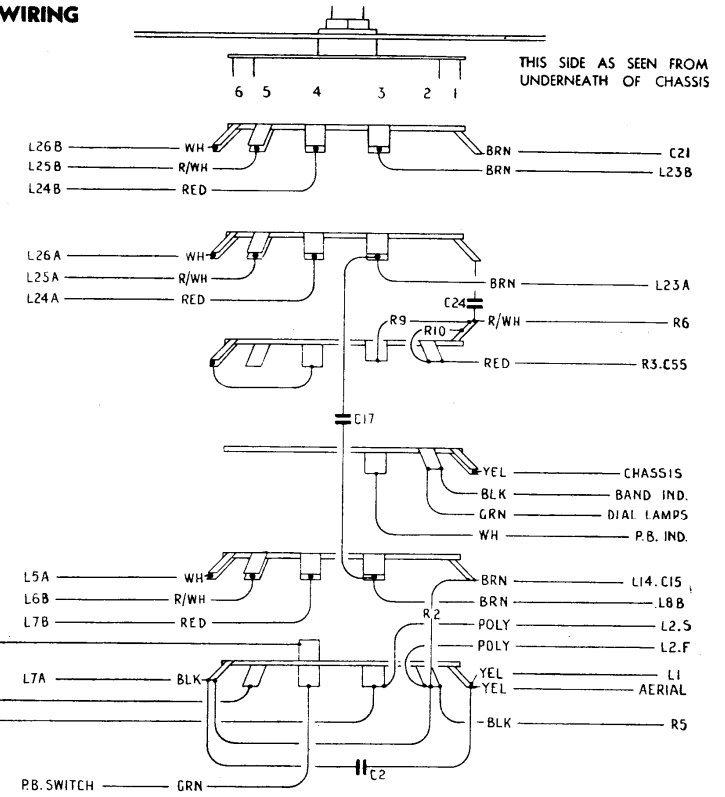 WIRING
THIS SIDE AS SEEN FROM
UNDERNEATH OF CHASSIS
6 5 4 3 2 1
L26B WH BRN C21
L25B R/WH BRN L23B
L24B RED
L26A WH
L25A R/WH BRN L23A
L24A RED
C24
R9 R/WH R6
R10
RED R3.C55
C17
YEL CHASSIS
BLK BAND IND.
GRN DIAL LAMPS
WH P.B. IND.
L5A WH BRN L14.C15
L6B R/WH BRN L8B
R2
L7B RED POLY L2.S
POLY L2.F
L7A BLK YEL L1
YEL AERIAL
BLK R5
C2
P.B. SWITCH GRN